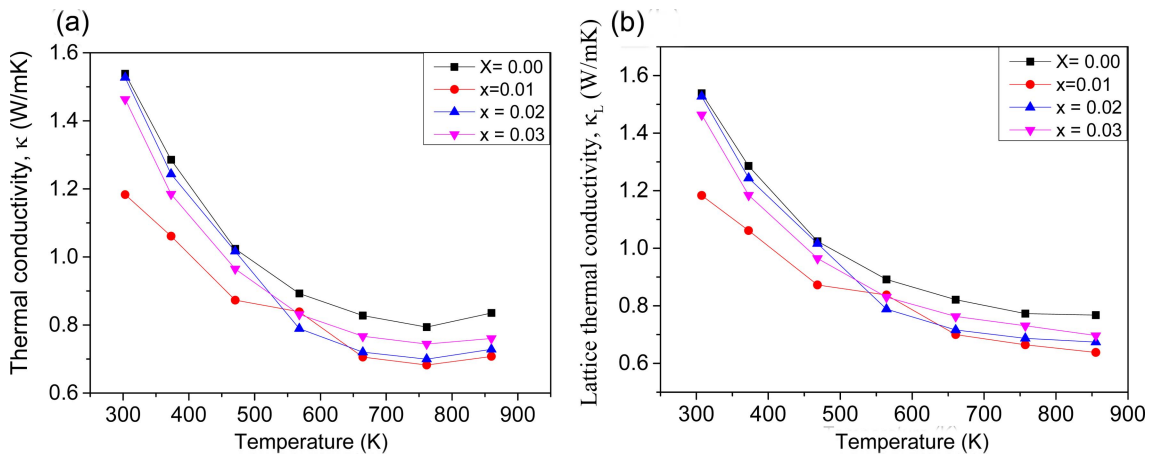 (a)
Thermal conductivity, κ (W/mK)
1.6
1.4
1.2
1.0
0.8
0.6
300 400 500 600 700 800 900
Temperature (K)
X= 0.00
x=0.01
x = 0.02
x = 0.03
(b)
Lattice thermal conductivity, κL (W/mK)
1.6
1.4
1.2
1.0
0.8
0.6
300 400 500 600 700 800 900
Temperature (K)
X= 0.00
x=0.01
x = 0.02
x = 0.03